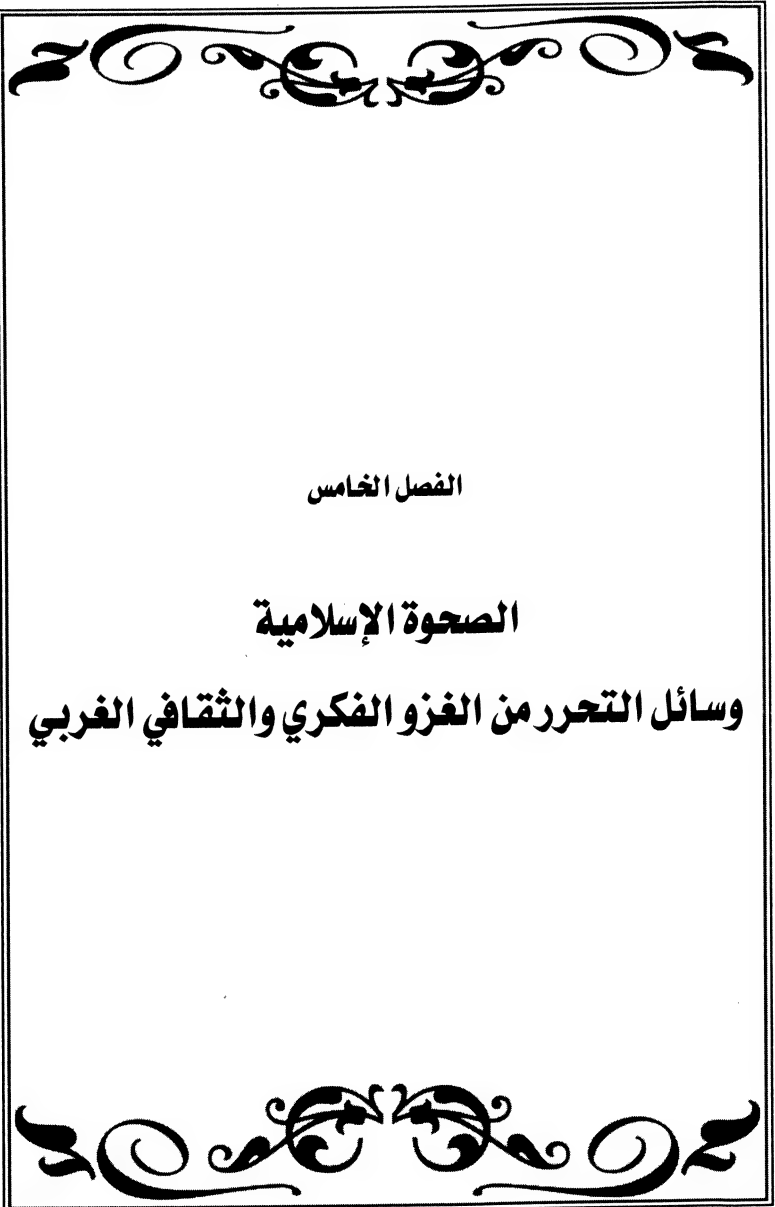 الفصل الخامس
الصحوة الإسلامية
وسائل التحرر من الغزو الفكري والثقافي الغربي